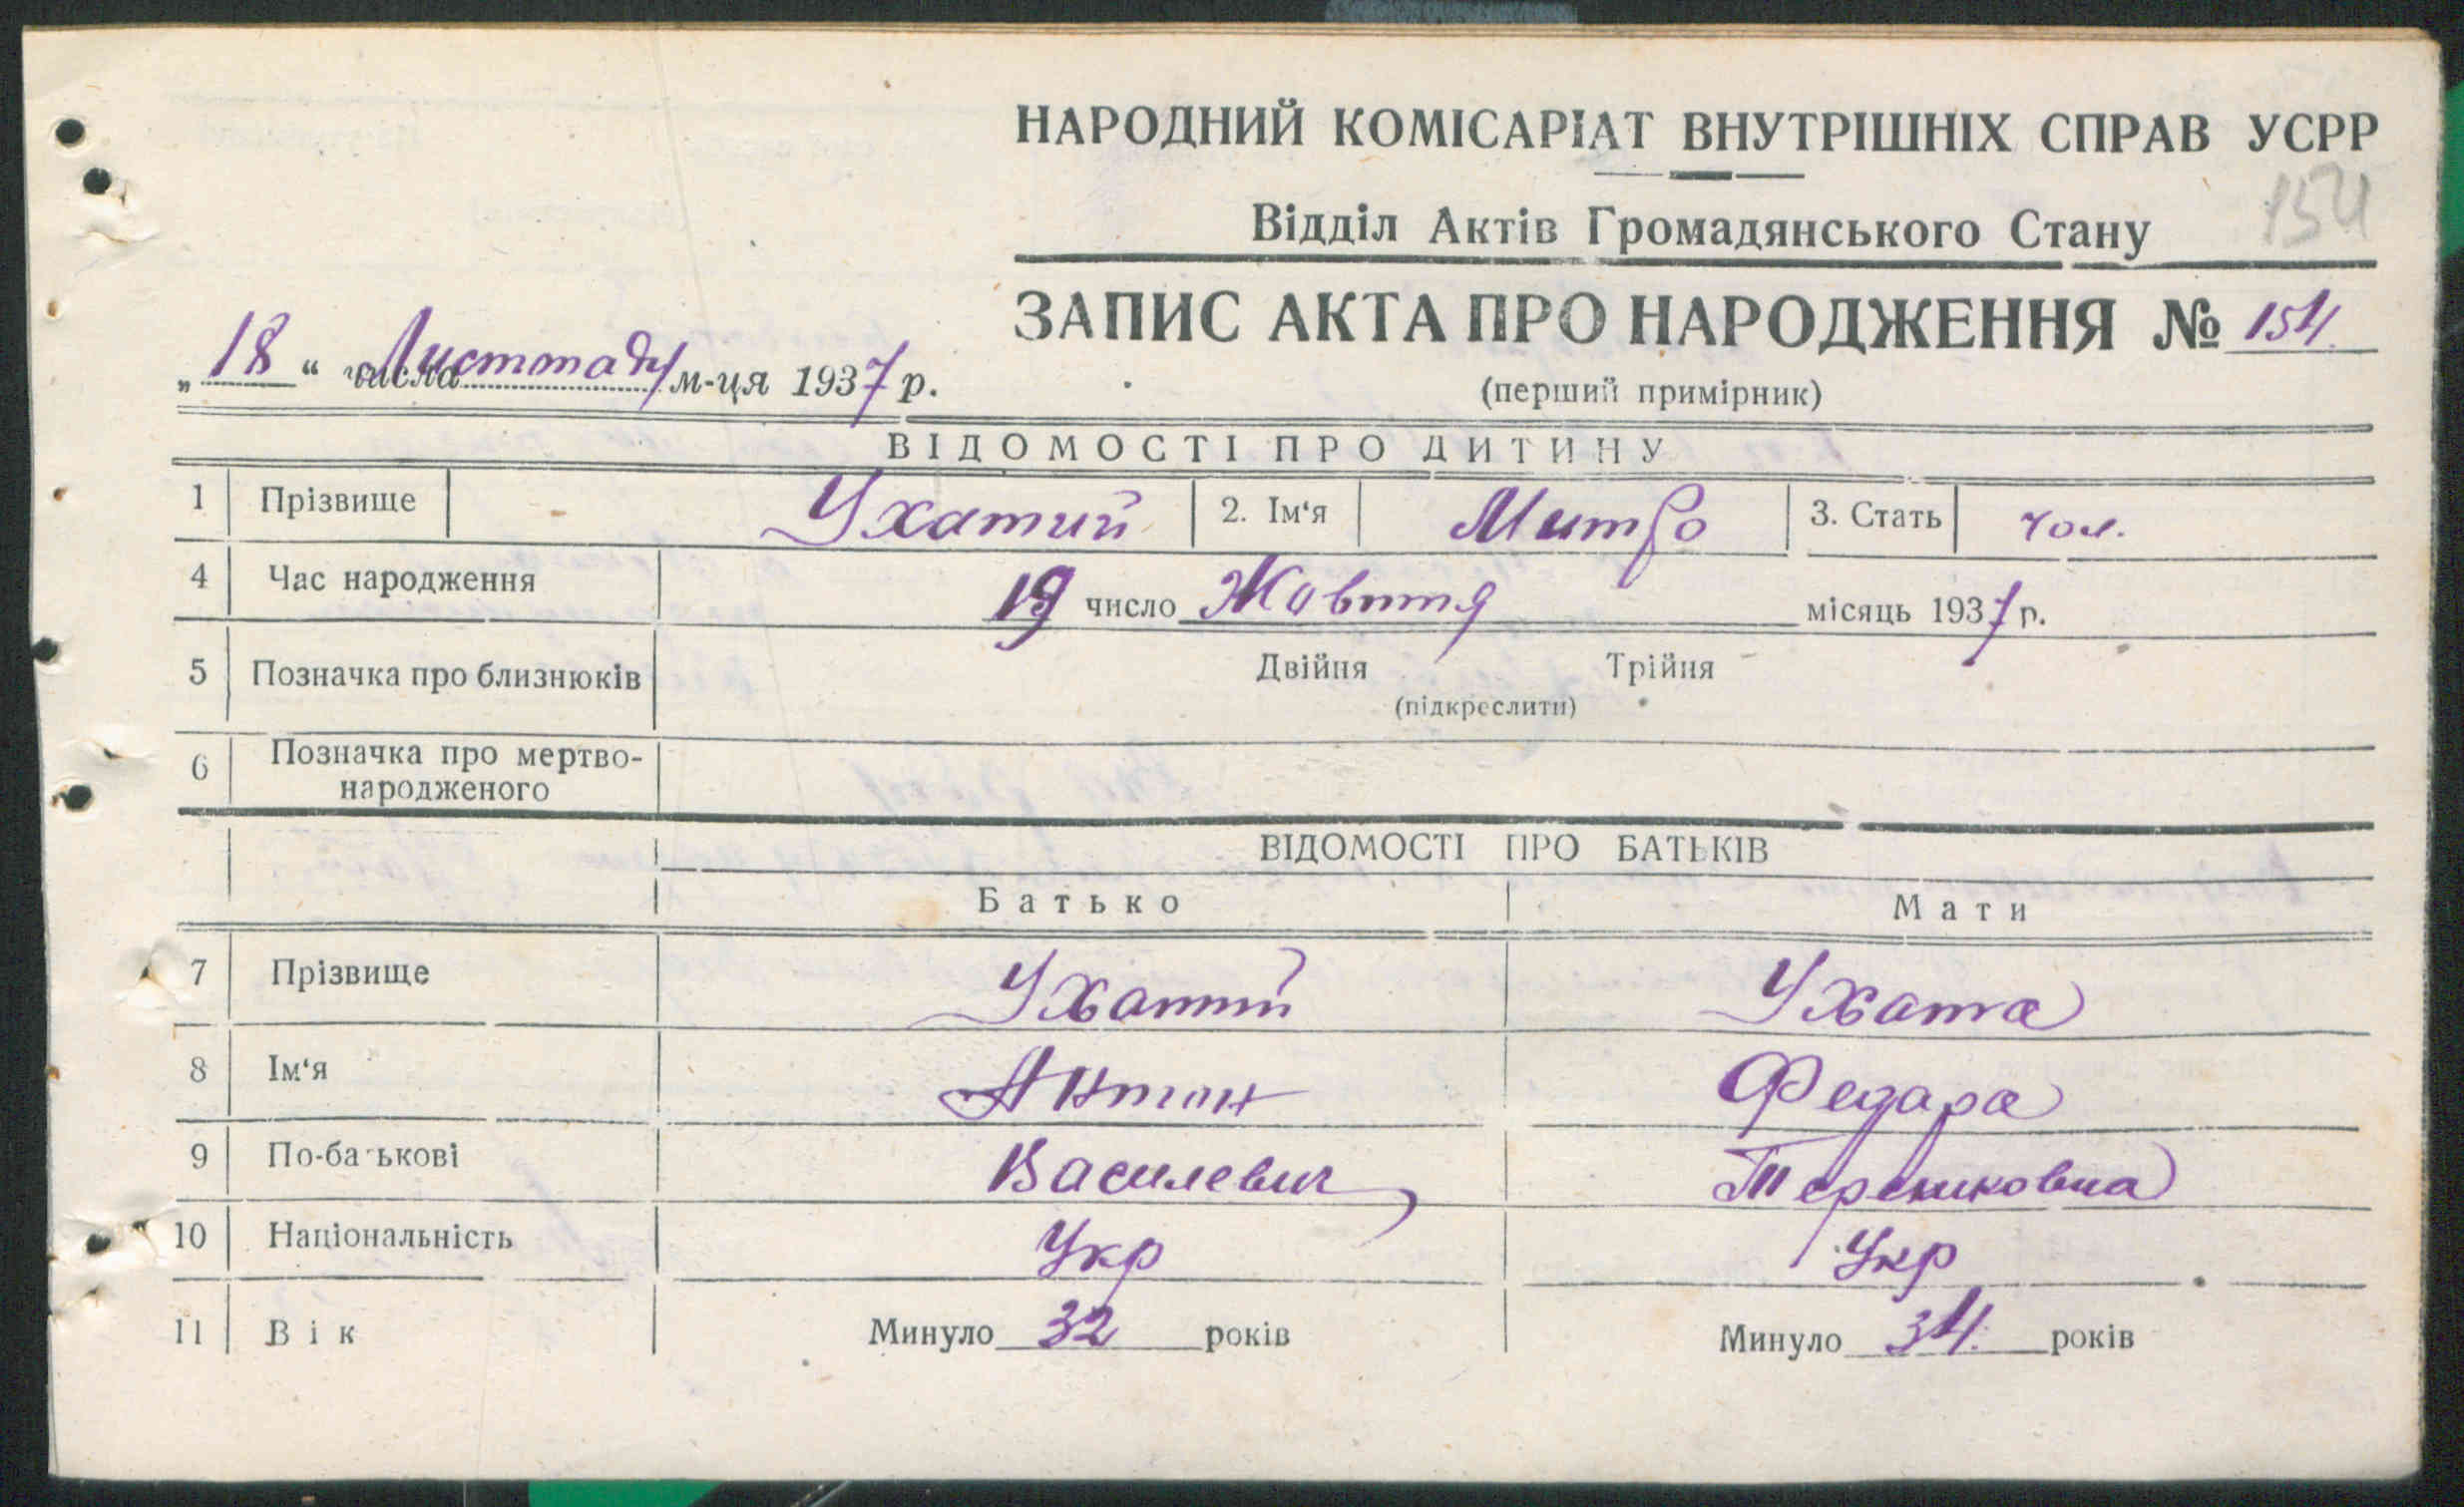 НАРОДНИЙ КОМІСАРІАТ ВНУТРІШНІХ СПРАВ УСРР
154
Відділ Актів Громадянського Стану
ЗАПИС АКТА ПРО НАРОДЖЕННЯ № 154.
„18“ числа Листопаду м-ця 1937 р.
(перший примірник)
ВІДОМОСТІ ПРО ДИТИНУ
1 Прізвище Ухатий 2. Ім‘я Митро 3. Стать чол.
4 Час народження 19 число Жовтня місяць 1937 р.
5 Позначка про близнюків Двійня Трійня
(підкреслити)
6 Позначка про мертво-
народженого
ВІДОМОСТІ ПРО БАТЬКІВ
Батько Мати
7 Прізвище Ухатий Ухата
8 Ім‘я Антон Федара
9 По-батькові Василевич
10 Національність Укр Укр
11 Вік Минуло 32 років Минуло 34. років